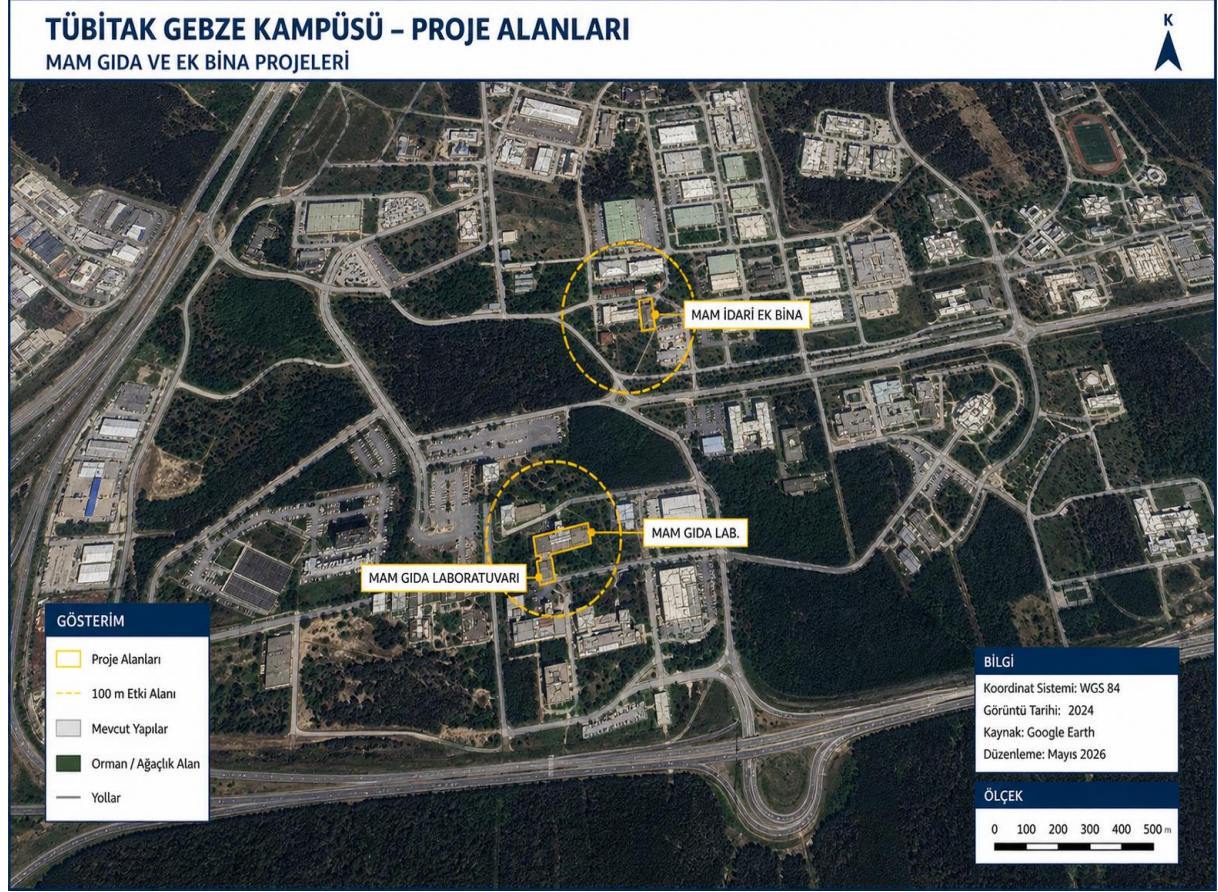 TÜBİTAK GEBZE KAMPÜSÜ – PROJE ALANLARI
MAM GIDA VE EK BİNA PROJELERİ
K
MAM İDARİ EK BİNA
MAM GIDA LAB.
MAM GIDA LABORATUVARI
GÖSTERİM
Proje Alanları
100 m Etki Alanı
Mevcut Yapılar
Orman / Ağaçlık Alan
Yollar
BİLGİ
Koordinat Sistemi: WGS 84
Görüntü Tarihi: 2024
Kaynak: Google Earth
Düzenleme: Mayıs 2026
ÖLÇEK
0 100 200 300 400 500 m